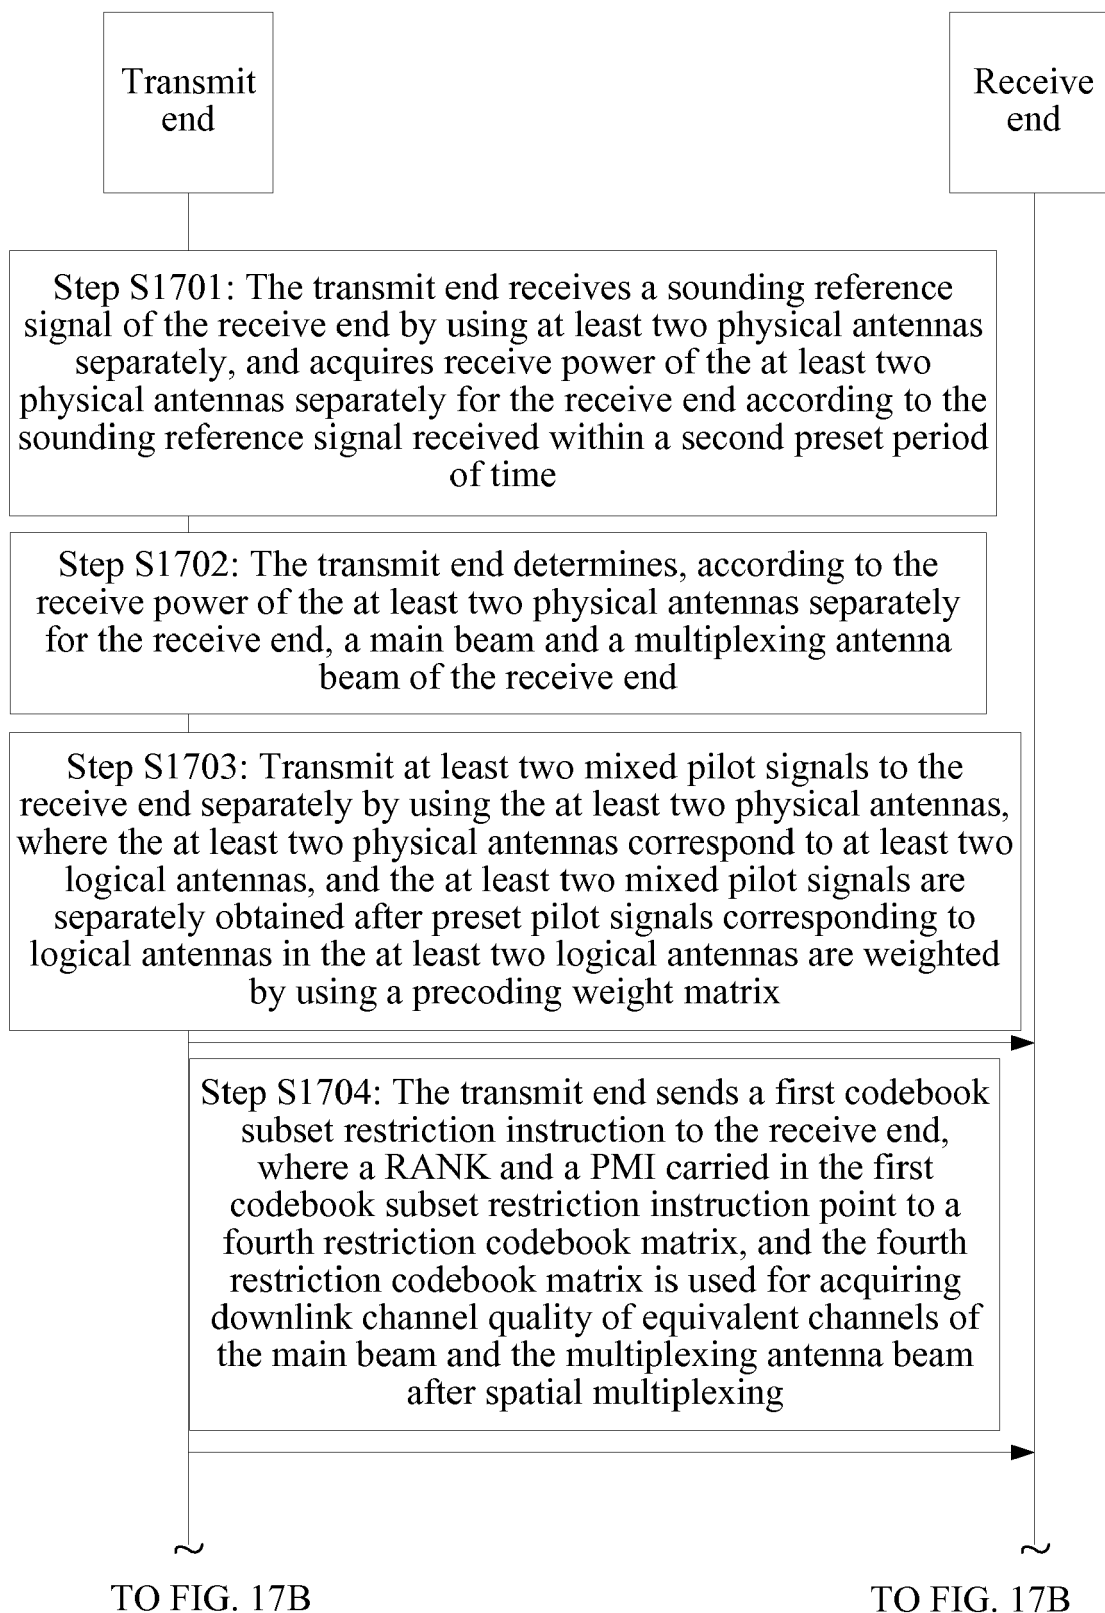 Transmit
end
Receive
end
Step S1701: The transmit end receives a sounding reference
signal of the receive end by using at least two physical antennas
separately, and acquires receive power of the at least two
physical antennas separately for the receive end according to the
sounding reference signal received within a second preset period
of time
Step S1702: The transmit end determines, according to the
receive power of the at least two physical antennas separately
for the receive end, a main beam and a multiplexing antenna
beam of the receive end
Step S1703: Transmit at least two mixed pilot signals to the
receive end separately by using the at least two physical antennas,
where the at least two physical antennas correspond to at least two
logical antennas, and the at least two mixed pilot signals are
separately obtained after preset pilot signals corresponding to
logical antennas in the at least two logical antennas are weighted
by using a precoding weight matrix
Step S1704: The transmit end sends a first codebook
subset restriction instruction to the receive end,
where a RANK and a PMI carried in the first
codebook subset restriction instruction point to a
fourth restriction codebook matrix, and the fourth
restriction codebook matrix is used for acquiring
downlink channel quality of equivalent channels of
the main beam and the multiplexing antenna beam
after spatial multiplexing
TO FIG. 17B
TO FIG. 17B